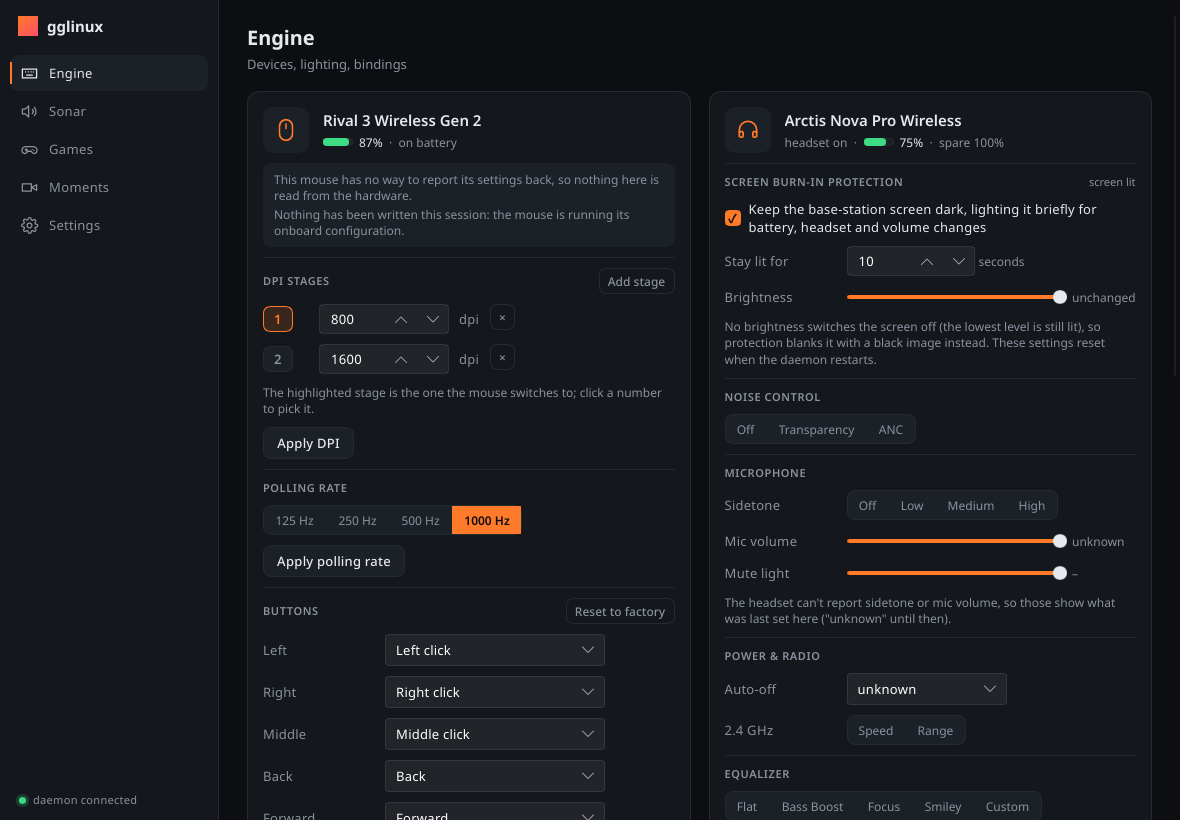 gglinux
Engine
Sonar
Games
Moments
Settings
daemon connected
Engine
Devices, lighting, bindings
Rival 3 Wireless Gen 2
87% · on battery
This mouse has no way to report its settings back, so nothing here is
read from the hardware.
Nothing has been written this session: the mouse is running its
onboard configuration.
DPI STAGES
Add stage
1 800 dpi ×
2 1600 dpi ×
The highlighted stage is the one the mouse switches to; click a number
to pick it.
Apply DPI
POLLING RATE
125 Hz 250 Hz 500 Hz 1000 Hz
Apply polling rate
BUTTONS
Reset to factory
Left Left click
Right Right click
Middle Middle click
Back Back
Forward Forward
Arctis Nova Pro Wireless
headset on · 75% · spare 100%
SCREEN BURN-IN PROTECTION
screen lit
Keep the base-station screen dark, lighting it briefly for
battery, headset and volume changes
Stay lit for 10 seconds
Brightness unchanged
No brightness switches the screen off (the lowest level is still lit), so
protection blanks it with a black image instead. These settings reset
when the daemon restarts.
NOISE CONTROL
Off Transparency ANC
MICROPHONE
Sidetone Off Low Medium High
Mic volume unknown
Mute light –
The headset can't report sidetone or mic volume, so those show what
was last set here ("unknown" until then).
POWER & RADIO
Auto-off unknown
2.4 GHz Speed Range
EQUALIZER
Flat Bass Boost Focus Smiley Custom